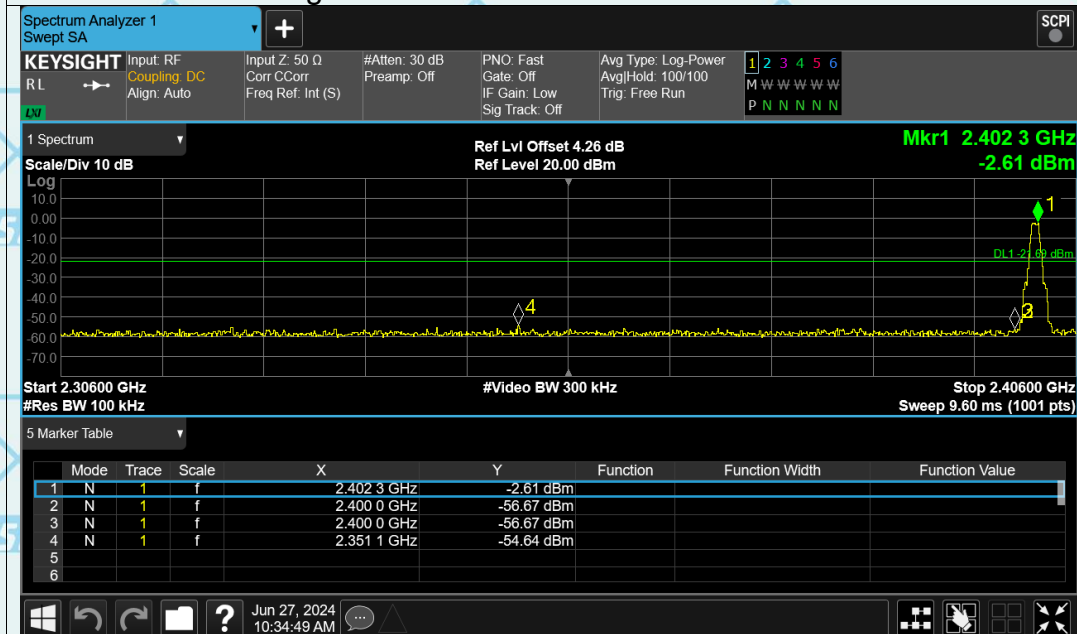 Spectrum Analyzer 1
Swept SA
+
SCPI
KEYSIGHT
R L
LXI
Input: RF
Coupling: DC
Align: Auto
Input Z: 50 Ω
Corr CCorr
Freq Ref: Int (S)
#Atten: 30 dB
Preamp: Off
PNO: Fast
Gate: Off
IF Gain: Low
Sig Track: Off
Avg Type: Log-Power
Avg|Hold: 100/100
Trig: Free Run
1 2 3 4 5 6
M W W W W W W
P N N N N N
1 Spectrum
Scale/Div 10 dB
Ref Lvl Offset 4.26 dB
Ref Level 20.00 dBm
Mkr1 2.402 3 GHz
-2.61 dBm
Log
10.0
0.00
-10.0
-20.0
-30.0
-40.0
-50.0
-60.0
-70.0
1
DL1 -21.69 dBm
4
3
Start 2.30600 GHz
#Video BW 300 kHz
Stop 2.40600 GHz
#Res BW 100 kHz
Sweep 9.60 ms (1001 pts)
5 Marker Table
Mode Trace Scale X Y Function Function Width Function Value
1 N 1 f 2.402 3 GHz -2.61 dBm
2 N 1 f 2.400 0 GHz -56.67 dBm
3 N 1 f 2.400 0 GHz -56.67 dBm
4 N 1 f 2.351 1 GHz -54.64 dBm
5
6
?
Jun 27, 2024
10:34:49 AM